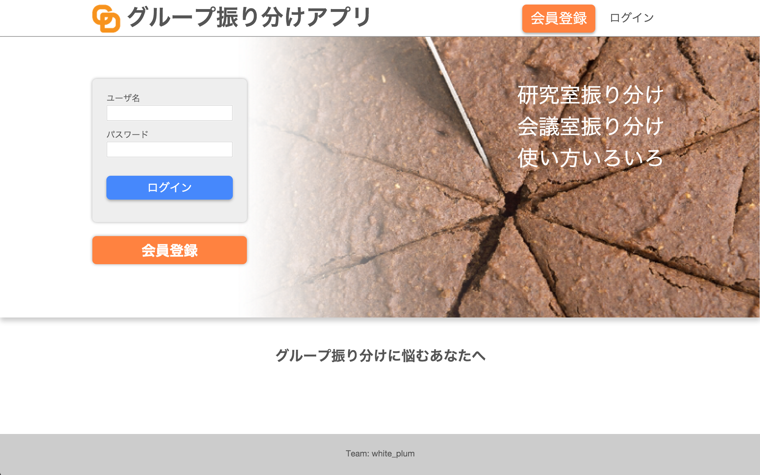 グループ振り分けアプリ
会員登録
ログイン
ユーザ名
パスワード
ログイン
会員登録
研究室振り分け
会議室振り分け
使い方いろいろ
グループ振り分けに悩むあなたへ
Team: white_plum